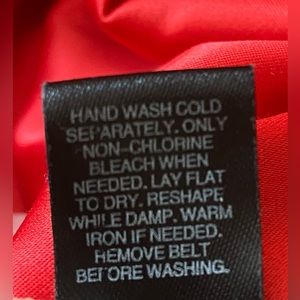 HAND WASH COLD
SEPARATELY. ONLY
NON-CHLORINE
BLEACH WHEN
NEEDED. LAY FLAT
TO DRY. RESHAPE
WHILE DAMP. WARM
IRON IF NEEDED.
REMOVE BELT
BEFORE WASHING.